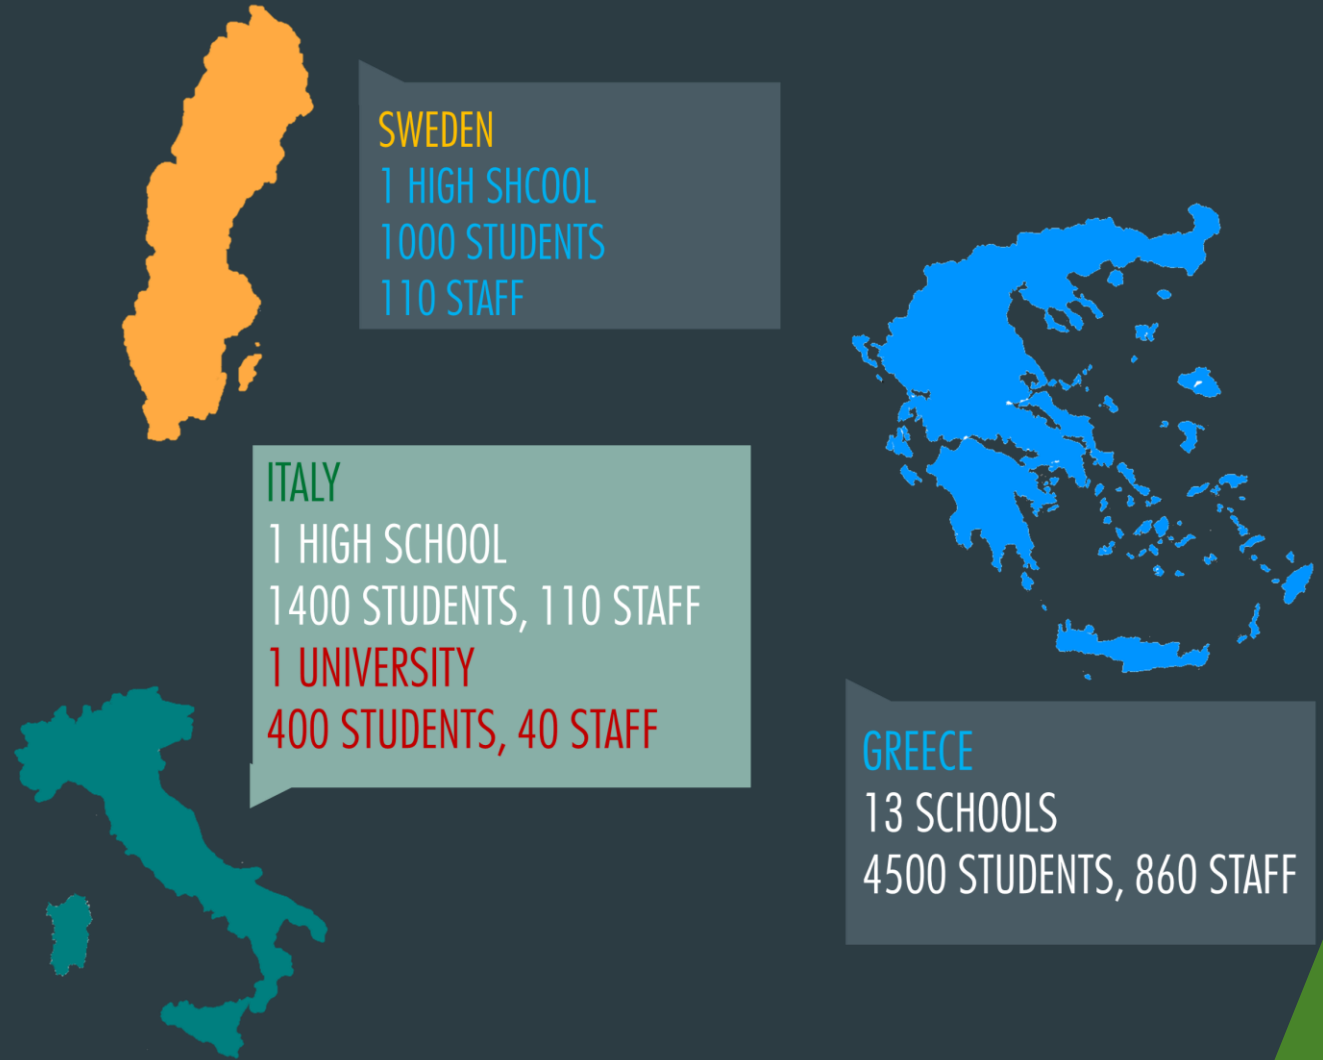 SWEDEN
1 HIGH SHCOOL
1000 STUDENTS
110 STAFF
ITALY
1 HIGH SCHOOL
1400 STUDENTS, 110 STAFF
1 UNIVERSITY
400 STUDENTS, 40 STAFF
GREECE
13 SCHOOLS
4500 STUDENTS, 860 STAFF